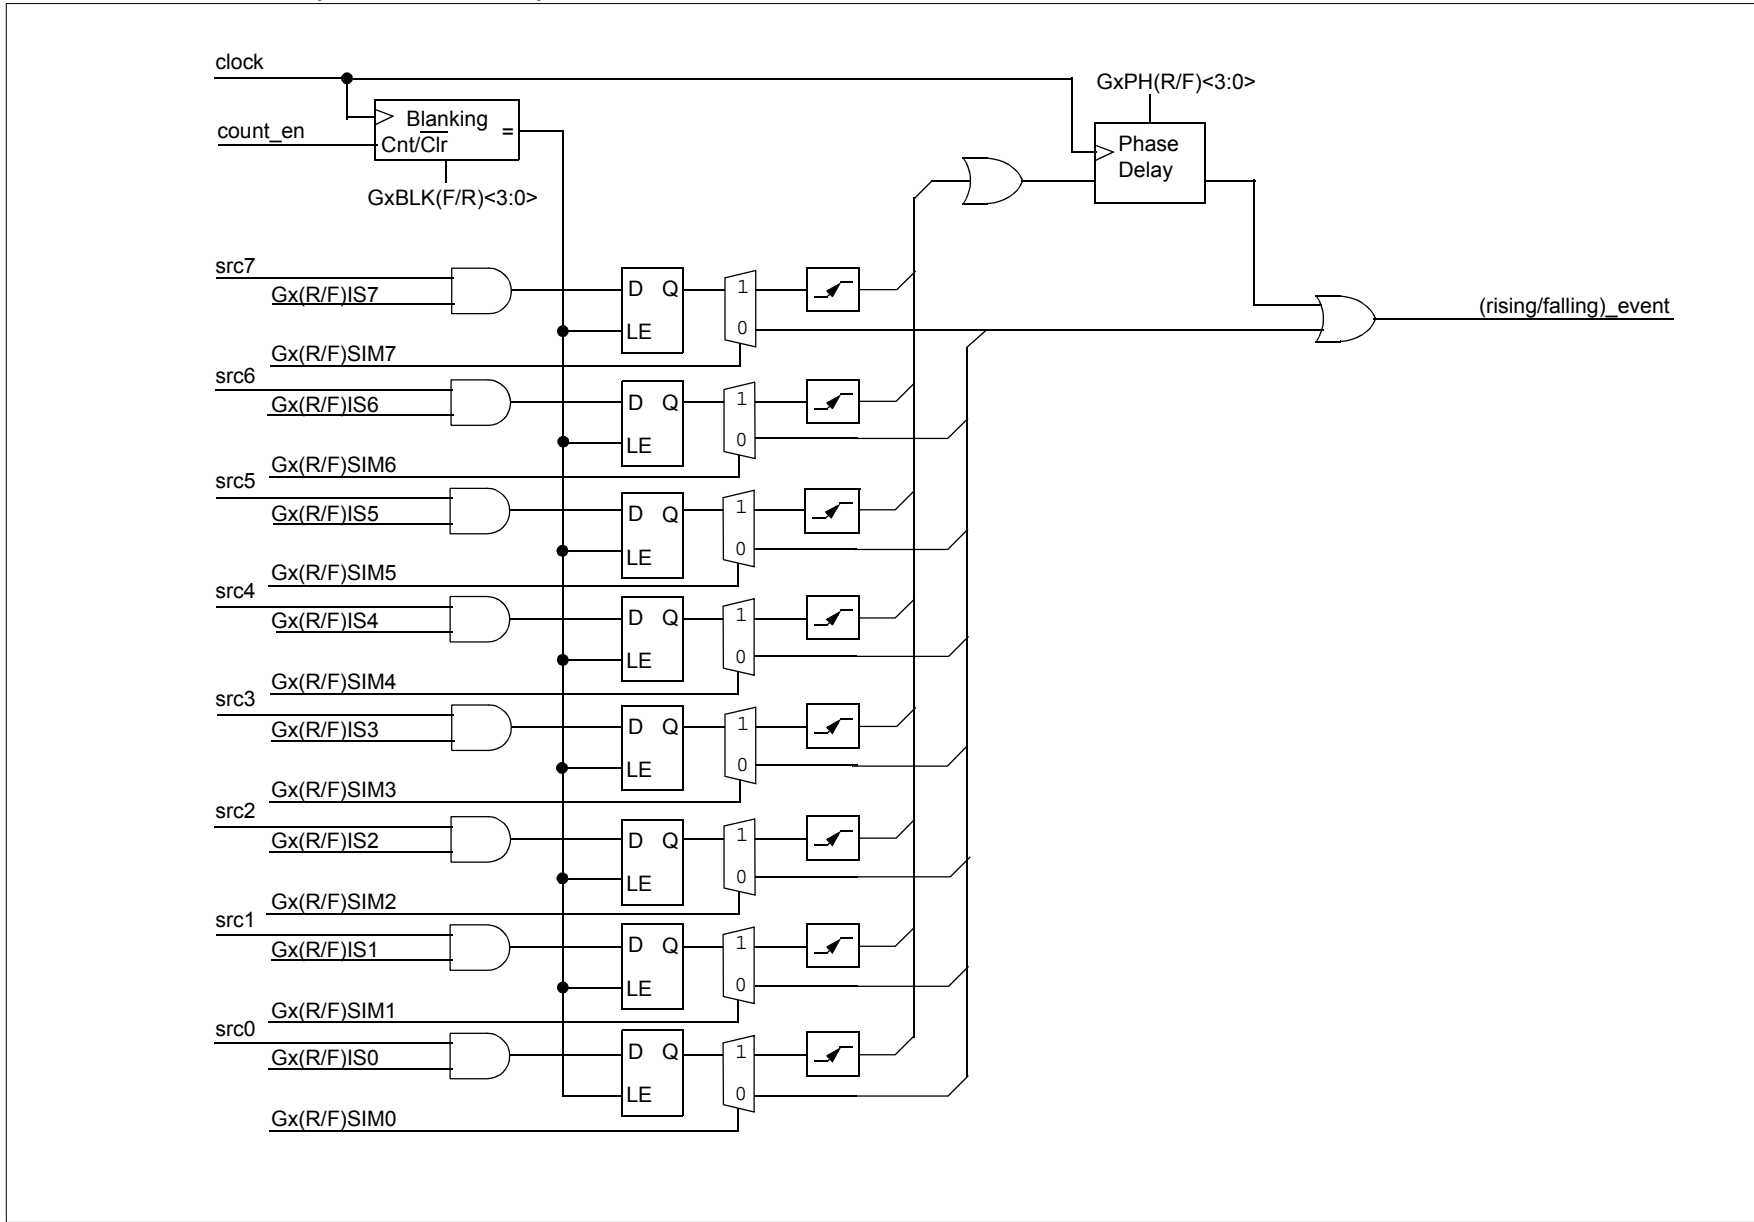 clock
GxPH(R/F)<3:0>
Blanking
=
count_en
Cnt/Clr
Phase
Delay
GxBLK(F/R)<3:0>
src7
Gx(R/F)IS7
D Q
1
LE
0
(rising/falling)_event
Gx(R/F)SIM7
src6
Gx(R/F)IS6
D Q
1
LE
0
Gx(R/F)SIM6
src5
Gx(R/F)IS5
D Q
1
LE
0
Gx(R/F)SIM5
src4
Gx(R/F)IS4
D Q
1
LE
0
Gx(R/F)SIM4
src3
Gx(R/F)IS3
D Q
1
LE
0
Gx(R/F)SIM3
src2
Gx(R/F)IS2
D Q
1
LE
0
Gx(R/F)SIM2
src1
Gx(R/F)IS1
D Q
1
LE
0
Gx(R/F)SIM1
src0
Gx(R/F)IS0
D Q
1
LE
0
Gx(R/F)SIM0